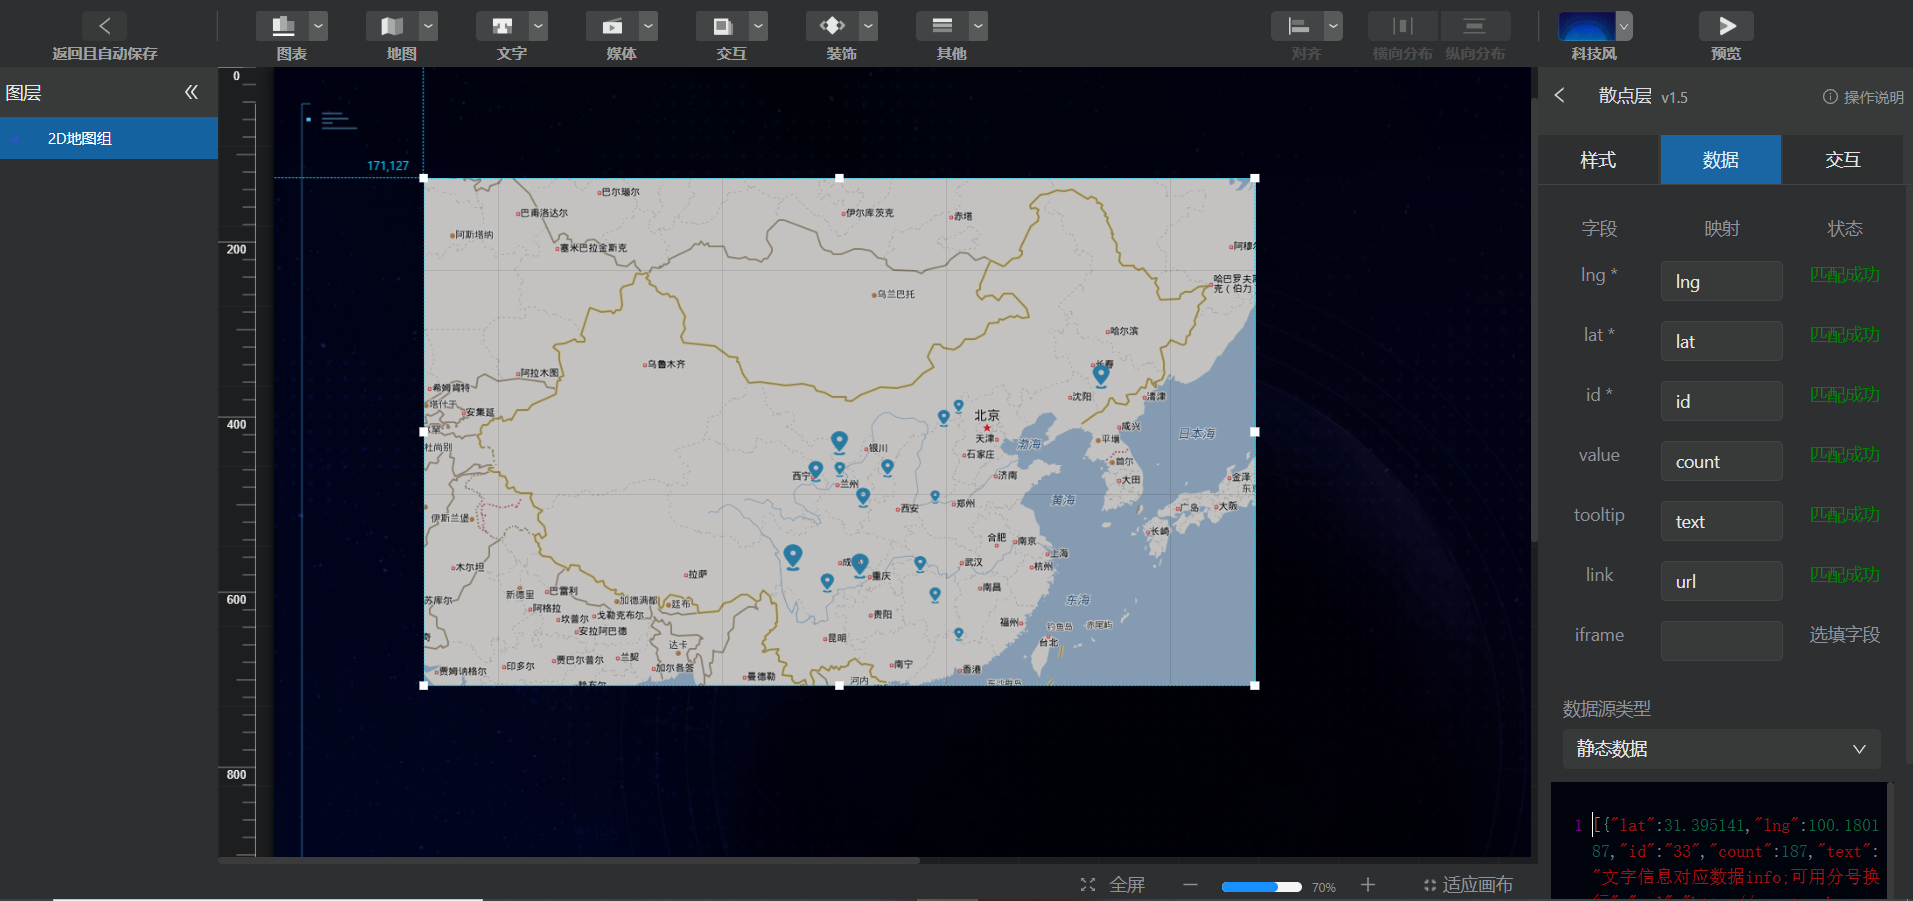 返回且自动保存
图表
地图
文字
媒体
交互
装饰
其他
对齐
横向分布
纵向分布
科技风
预览
图层
2D地图组
0
200
400
600
800
171,127
巴尔瑙尔
巴甫洛达尔
伊尔库茨克
赤塔
阿斯塔纳
塞米巴拉金斯克
阿穆尔
哈巴罗夫斯
克（伯力
乌兰巴托
哈尔滨
乌鲁木齐
长春
阿拉木图
希姆肯特
塔什干
安集延
沈阳
清津
北京
天津
咸兴
平壤
日本海
渤海
杜尚别
银川
石家庄
首尔
西宁
兰州
济南
大田
金泽
东京
黄海
郑州
西安
广岛
大阪
伊斯兰堡
长崎
合肥
南京
上海
成
重庆
武汉
杭州
木尔坦
拉萨
南昌
新德里
巴雷利
苏库尔
阿格拉
加德满都
廷布
东海
坎普尔
戈勒克布尔
贵阳
福州
钓鱼岛
赤尾屿
安拉阿巴德
昆明
台北
达卡
印多尔
贾巴尔普尔
兰契
加尔各答
南宁
香港
贾姆讷格尔
曼德勒
河内
东沙群岛
散点层 v1.5
操作说明
样式
数据
交互
字段
映射
状态
lng *
lng
匹配成功
lat *
lat
匹配成功
id *
id
匹配成功
value
count
匹配成功
tooltip
text
匹配成功
link
url
匹配成功
iframe
选填字段
数据源类型
静态数据
1
[{"lat":31.395141,"lng":100.1801
87,"id":"33","count":187,"text":
"文字信息对应数据info;可用分号换
全屏
70%
适应画布